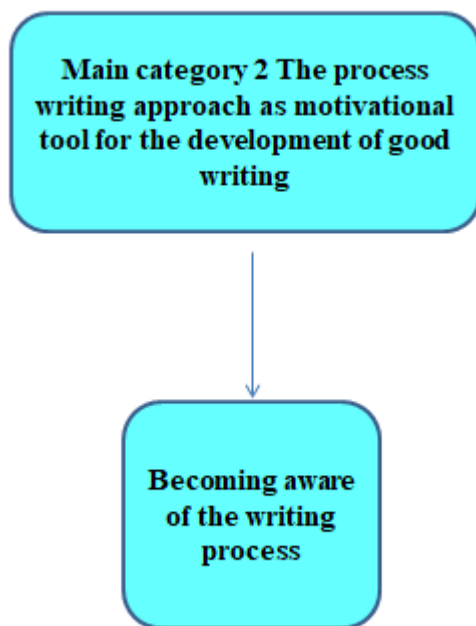 Main category 2 The process
writing approach as motivational
tool for the development of good
writing
Becoming aware
of the writing
process